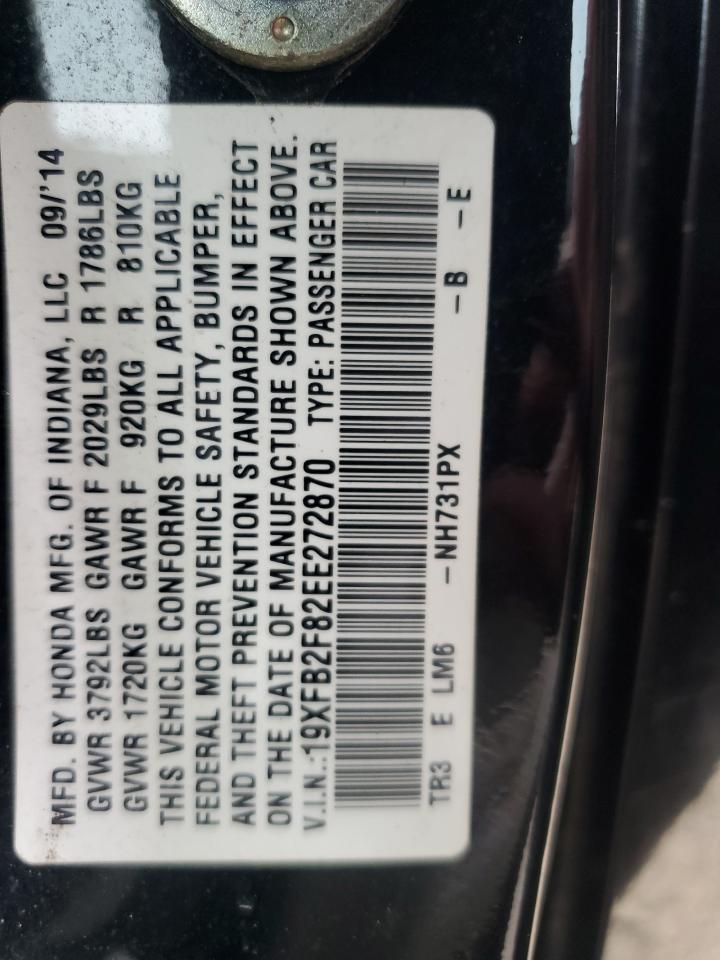 MFD. BY HONDA MFG. OF INDIANA, LLC 09/'14
GVWR 3792LBS GAWR F 2029LBS R 1786LBS
GVWR 1720KG GAWR F 920KG R 810KG
THIS VEHICLE CONFORMS TO ALL APPLICABLE
FEDERAL MOTOR VEHICLE SAFETY, BUMPER,
AND THEFT PREVENTION STANDARDS IN EFFECT
ON THE DATE OF MANUFACTURE SHOWN ABOVE.
V.I.N.:19XFB2F82EE272870 TYPE: PASSENGER CAR
TR3 E LM6 -NH731PX -B -E